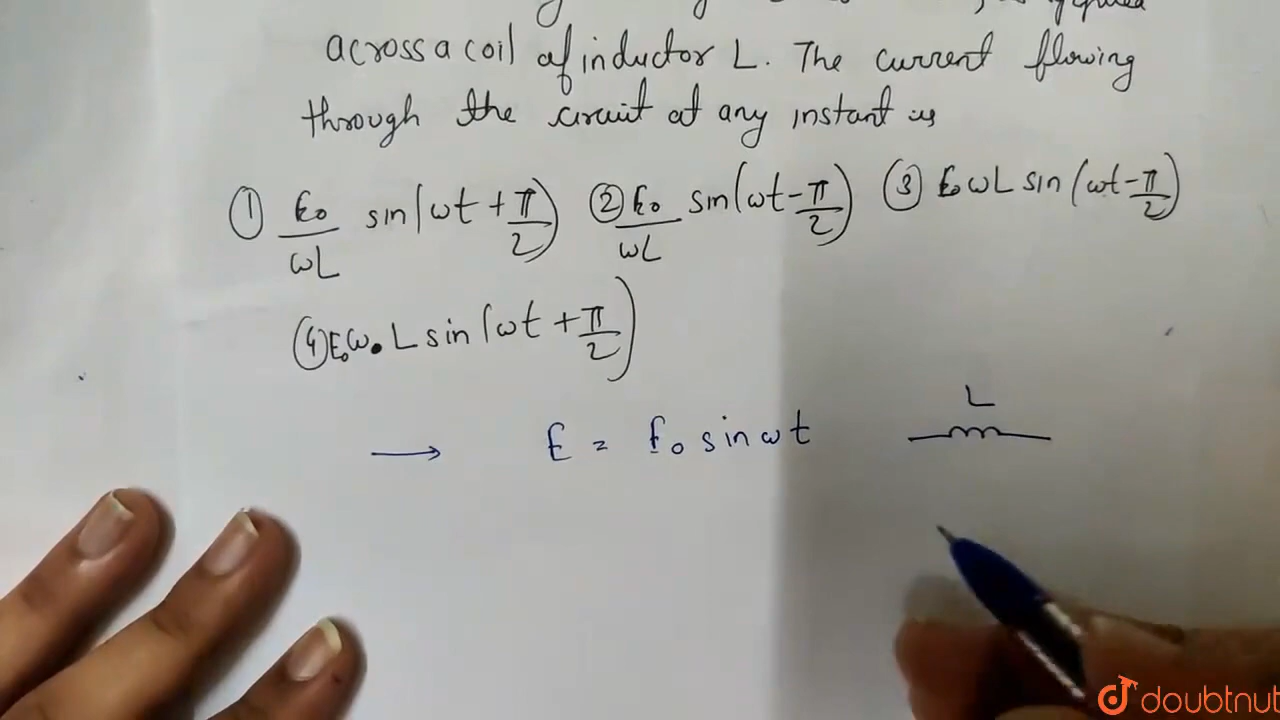 across a coil of inductor L. The current flowing
through the circuit at any instant is
① E₀/ωL sin(ωt + π/2) ② E₀/ωL sin(ωt - π/2) ③ E₀ωL sin(ωt - π/2)
④ E₀ω. L sin(ωt + π/2)
L
→ E = E₀ sin ωt
doubtnut